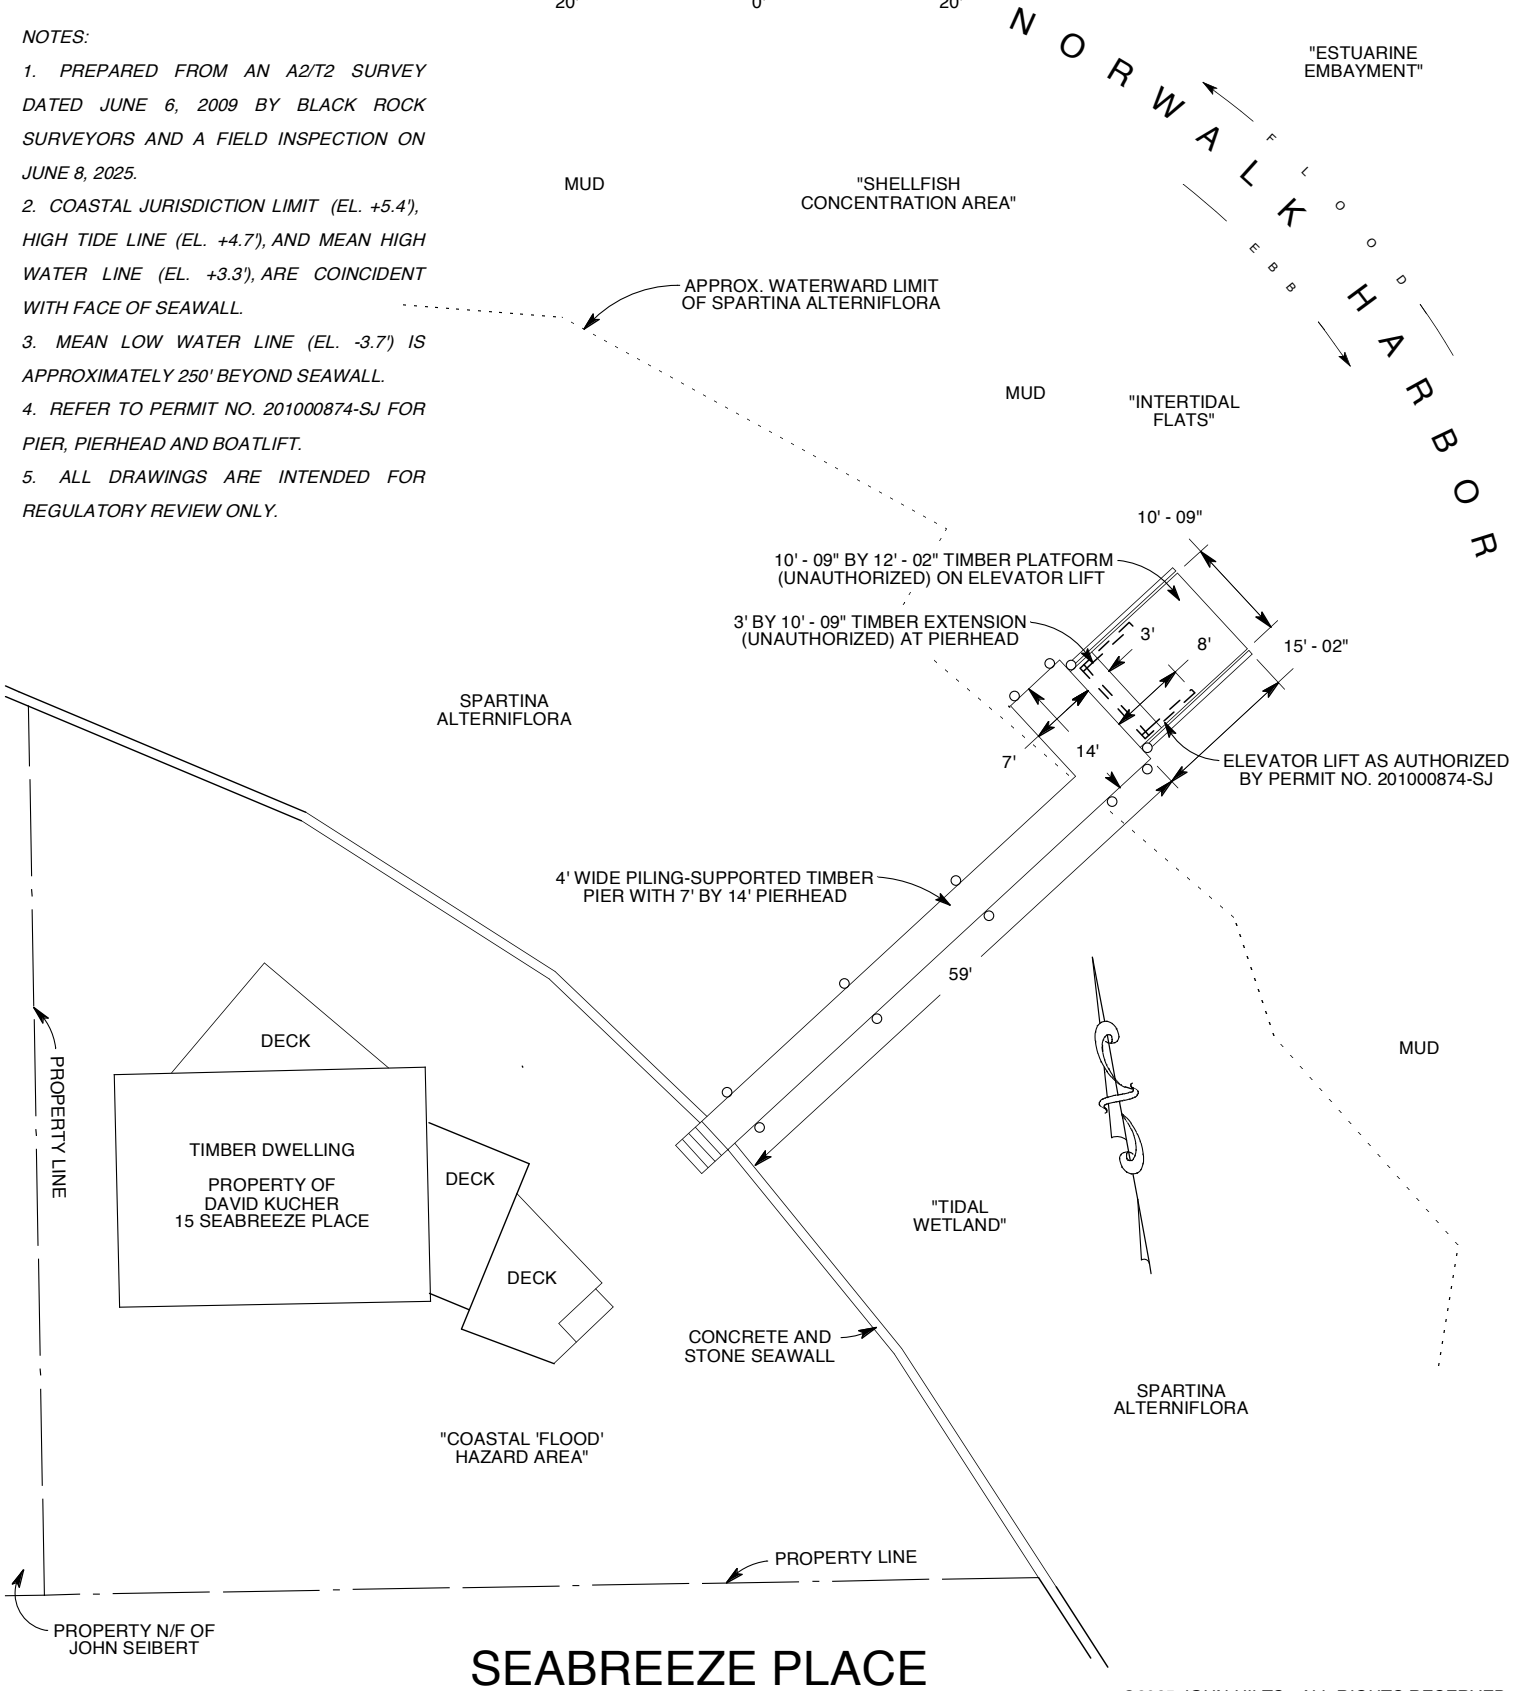 20'
0'
20'
NOTES:
1. PREPARED FROM AN A2/T2 SURVEY
DATED JUNE 6, 2009 BY BLACK ROCK
SURVEYORS AND A FIELD INSPECTION ON
JUNE 8, 2025.
2. COASTAL JURISDICTION LIMIT (EL. +5.4'),
HIGH TIDE LINE (EL. +4.7'), AND MEAN HIGH
WATER LINE (EL. +3.3'), ARE COINCIDENT
WITH FACE OF SEAWALL.
3. MEAN LOW WATER LINE (EL. -3.7') IS
APPROXIMATELY 250' BEYOND SEAWALL.
4. REFER TO PERMIT NO. 201000874-SJ FOR
PIER, PIERHEAD AND BOATLIFT.
5. ALL DRAWINGS ARE INTENDED FOR
REGULATORY REVIEW ONLY.
NORWALK HARBOR
"ESTUARINE
EMBAYMENT"
FLOOD
EBB
MUD
"SHELLFISH
CONCENTRATION AREA"
APPROX. WATERWARD LIMIT
OF SPARTINA ALTERNIFLORA
MUD
"INTERTIDAL
FLATS"
10' - 09"
10' - 09" BY 12' - 02" TIMBER PLATFORM
(UNAUTHORIZED) ON ELEVATOR LIFT
3' BY 10' - 09" TIMBER EXTENSION
(UNAUTHORIZED) AT PIERHEAD
3'
8'
15' - 02"
SPARTINA
ALTERNIFLORA
7'
14'
ELEVATOR LIFT AS AUTHORIZED
BY PERMIT NO. 201000874-SJ
4' WIDE PILING-SUPPORTED TIMBER
PIER WITH 7' BY 14' PIERHEAD
59'
DECK
MUD
PROPERTY LINE
TIMBER DWELLING
PROPERTY OF
DAVID KUCHER
15 SEABREEZE PLACE
DECK
"TIDAL
WETLAND"
DECK
CONCRETE AND
STONE SEAWALL
SPARTINA
ALTERNIFLORA
"COASTAL 'FLOOD'
HAZARD AREA"
PROPERTY LINE
PROPERTY N/F OF
JOHN SEIBERT
SEABREEZE PLACE